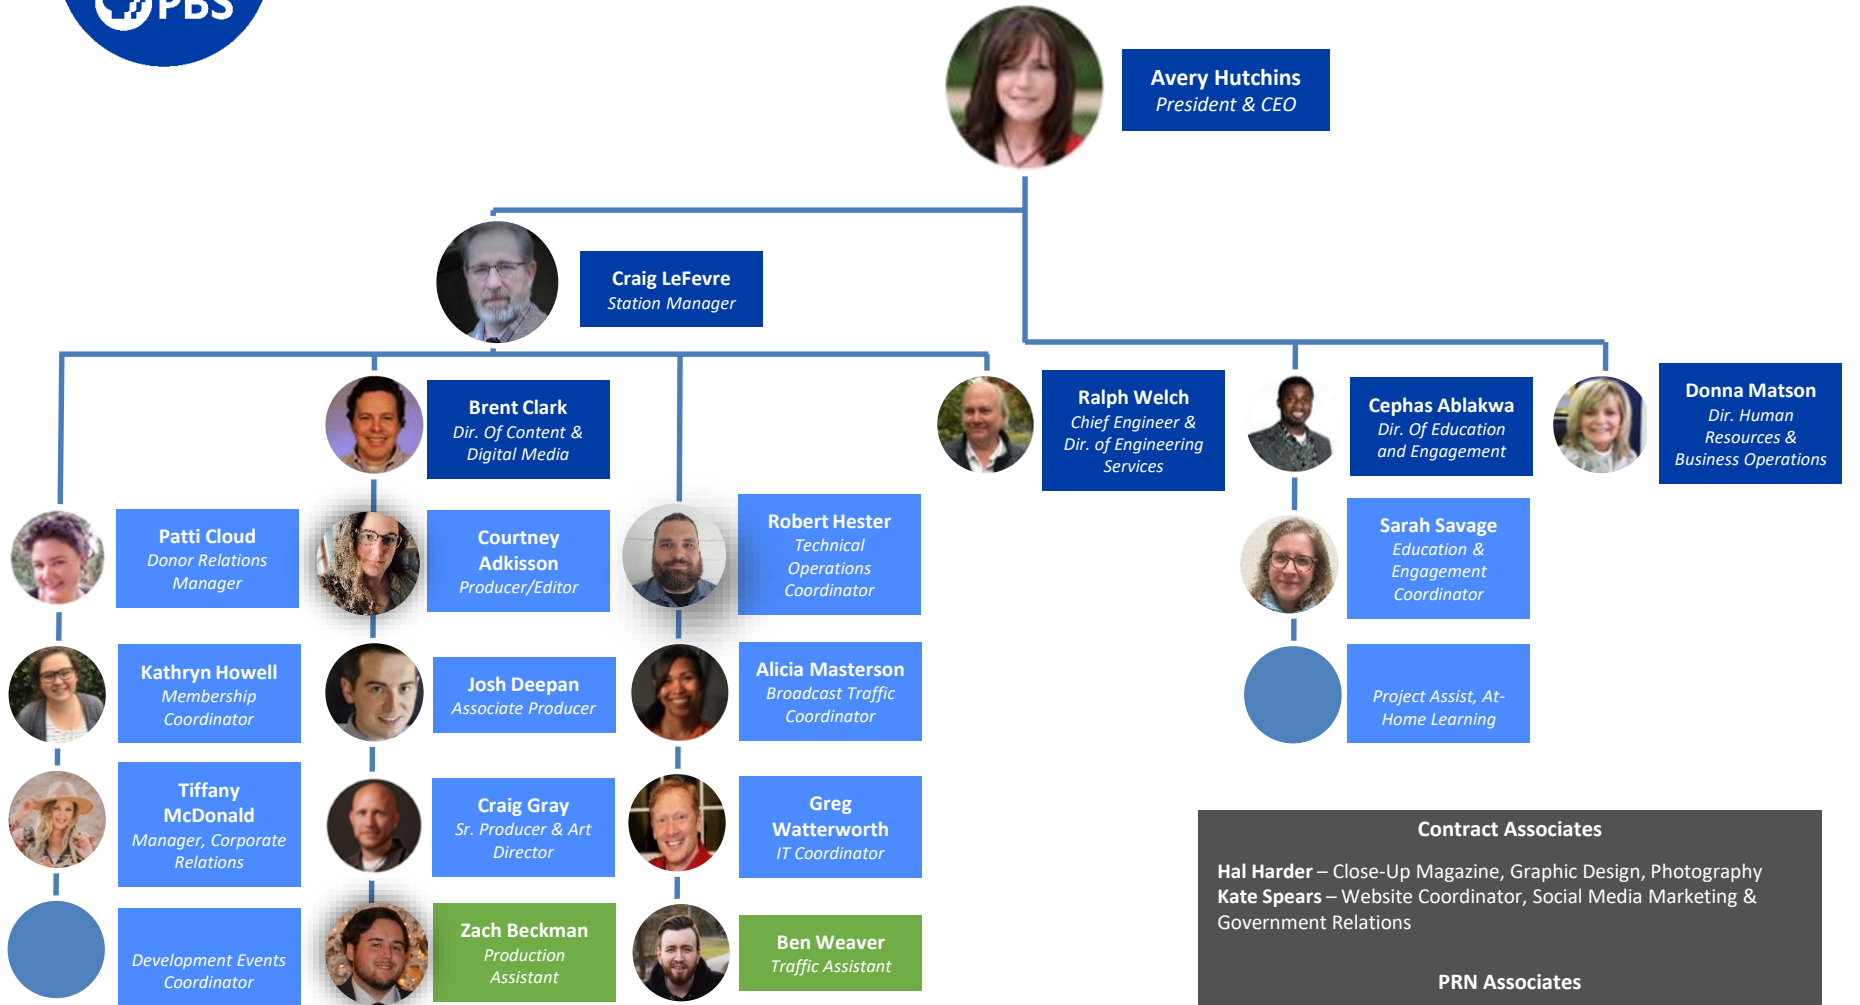 PBS
Avery Hutchins
President & CEO
Craig LeFevre
Station Manager
Brent Clark
Dir. Of Content &
Digital Media
Ralph Welch
Chief Engineer &
Dir. of Engineering
Services
Cephas Ablakwa
Dir. Of Education
and Engagement
Donna Matson
Dir. Human
Resources &
Business Operations
Patti Cloud
Donor Relations
Manager
Courtney
Adkisson
Producer/Editor
Robert Hester
Technical
Operations
Coordinator
Sarah Savage
Education &
Engagement
Coordinator
Kathryn Howell
Membership
Coordinator
Josh Deepan
Associate Producer
Alicia Masterson
Broadcast Traffic
Coordinator
Project Assist, At-
Home Learning
Tiffany
McDonald
Manager, Corporate
Relations
Craig Gray
Sr. Producer & Art
Director
Greg
Watterworth
IT Coordinator
Development Events
Coordinator
Zach Beckman
Production
Assistant
Ben Weaver
Traffic Assistant
Contract Associates
Hal Harder – Close-Up Magazine, Graphic Design, Photography
Kate Spears – Website Coordinator, Social Media Marketing &
Government Relations
PRN Associates